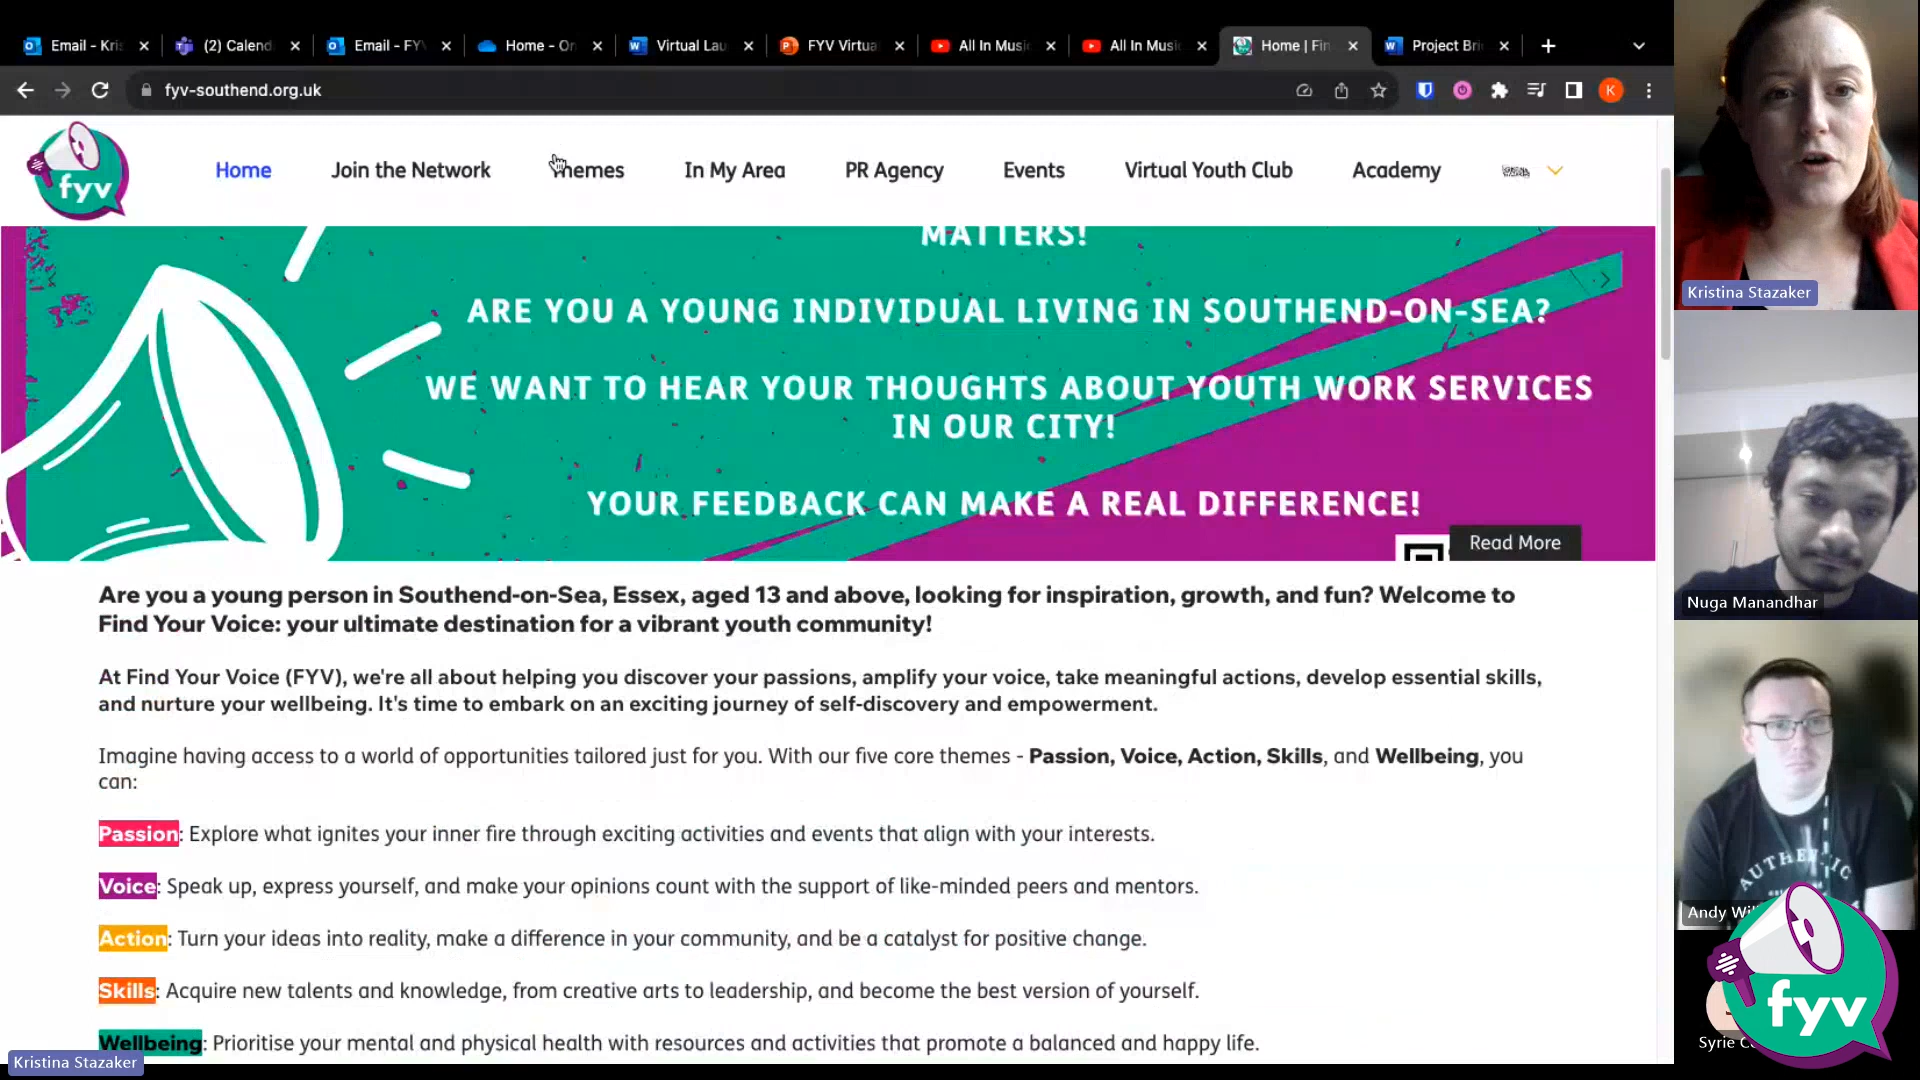 Email - Kris
(2) Calend
Email - FYV
Home - On
Virtual Lau
FYV Virtua
All In Music
All In Music
Home | Fin
Project Bri
fyv-southend.org.uk
K
fyv
Home
Join the Network
Themes
In My Area
PR Agency
Events
Virtual Youth Club
Academy
MATTERS!
ARE YOU A YOUNG INDIVIDUAL LIVING IN SOUTHEND-ON-SEA?
WE WANT TO HEAR YOUR THOUGHTS ABOUT YOUTH WORK SERVICES
IN OUR CITY!
YOUR FEEDBACK CAN MAKE A REAL DIFFERENCE!
Read More
Are you a young person in Southend-on-Sea, Essex, aged 13 and above, looking for inspiration, growth, and fun? Welcome to
Find Your Voice: your ultimate destination for a vibrant youth community!
At Find Your Voice (FYV), we're all about helping you discover your passions, amplify your voice, take meaningful actions, develop essential skills,
and nurture your wellbeing. It's time to embark on an exciting journey of self-discovery and empowerment.
Imagine having access to a world of opportunities tailored just for you. With our five core themes - Passion, Voice, Action, Skills, and Wellbeing, you
can:
Passion: Explore what ignites your inner fire through exciting activities and events that align with your interests.
Voice: Speak up, express yourself, and make your opinions count with the support of like-minded peers and mentors.
Action: Turn your ideas into reality, make a difference in your community, and be a catalyst for positive change.
Skills: Acquire new talents and knowledge, from creative arts to leadership, and become the best version of yourself.
Wellbeing: Prioritise your mental and physical health with resources and activities that promote a balanced and happy life.
Kristina Stazaker
Kristina Stazaker
Nuga Manandhar
AUTHENTIC
Andy Wil
fyv
Syrie C